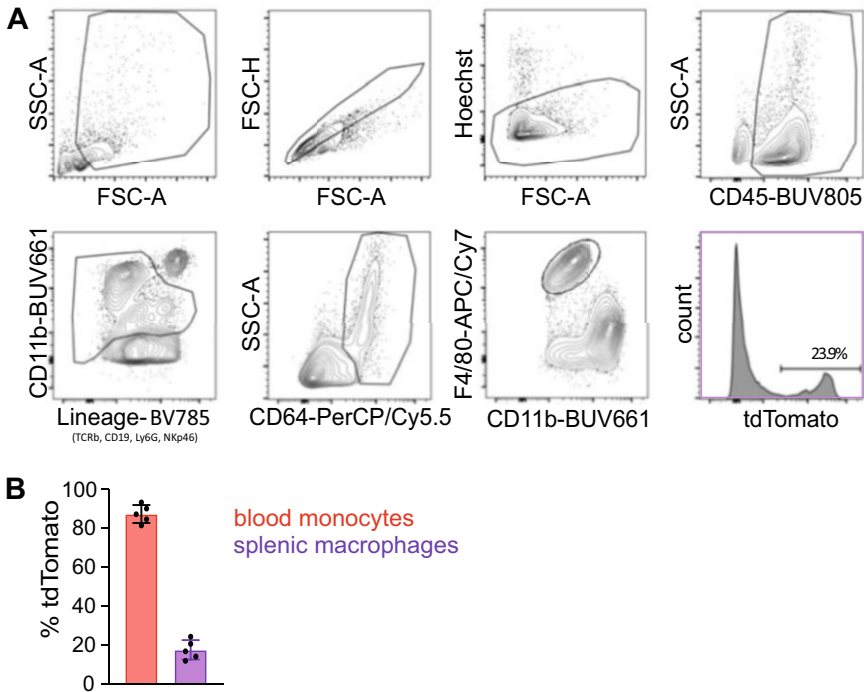 A
SSC-A
FSC-A
FSC-H
FSC-A
Hoechst
FSC-A
SSC-A
CD45-BUV805
CD11b-BUV661
Lineage-BV785
(TCRb, CD19, Ly6G, NKp46)
SSC-A
CD64-PerCP/Cy5.5
F4/80-APC/Cy7
CD11b-BUV661
count
23.9%
tdTomato
B
% tdTomato
100
80
60
40
20
0
blood monocytes
splenic macrophages